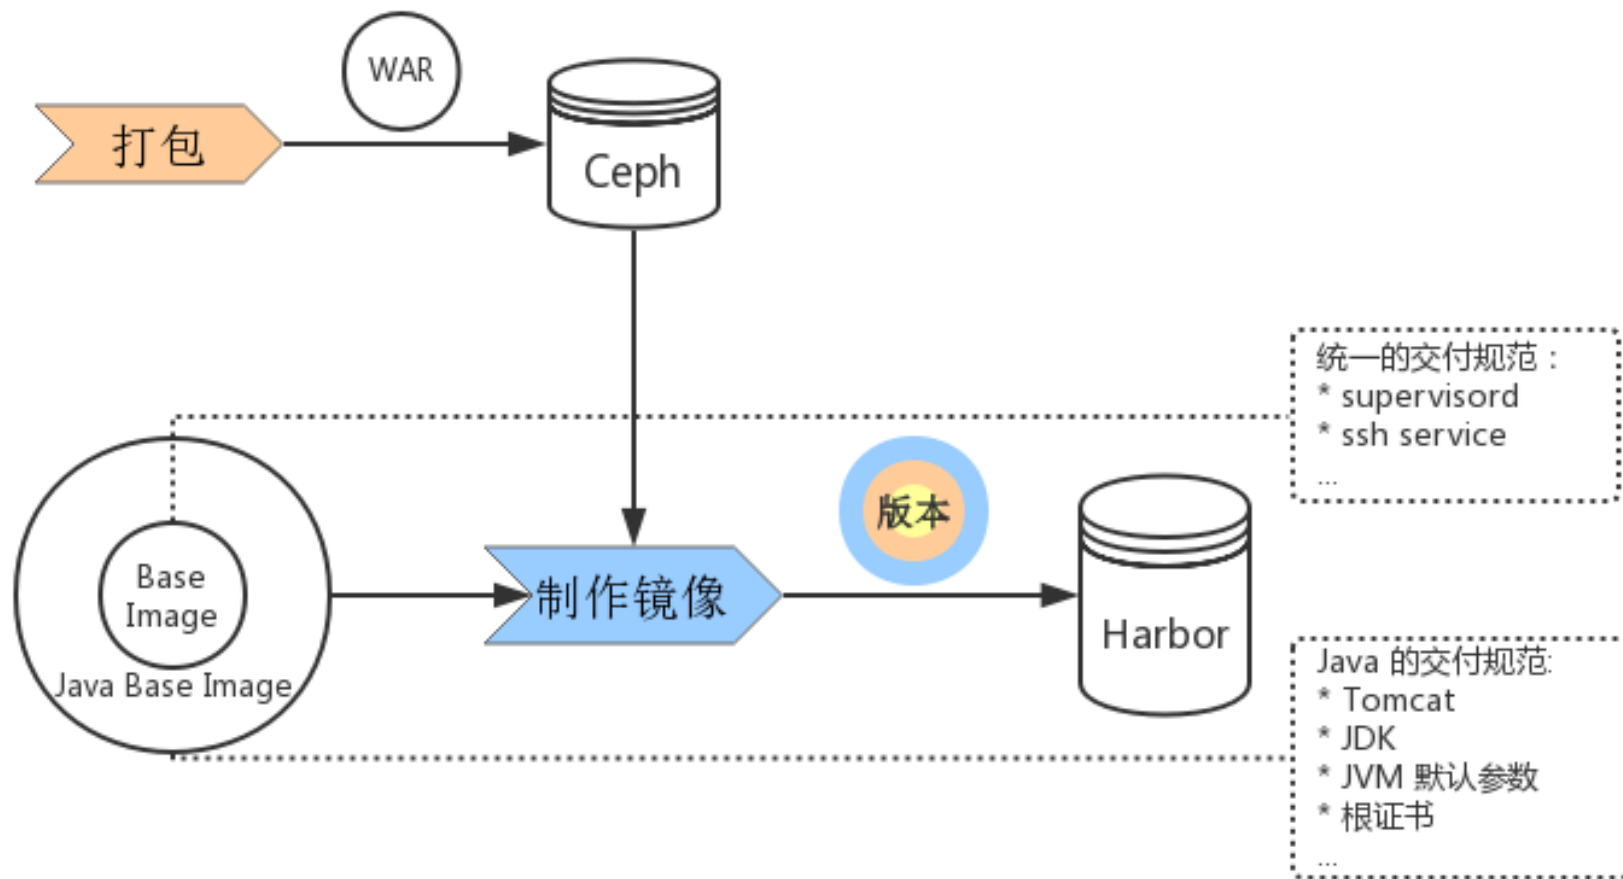 WAR
打包
Ceph
统一的交付规范：
* supervisord
* ssh service
...
版本
Base
Image
Java Base Image
制作镜像
Harbor
Java 的交付规范:
* Tomcat
* JDK
* JVM 默认参数
* 根证书
...